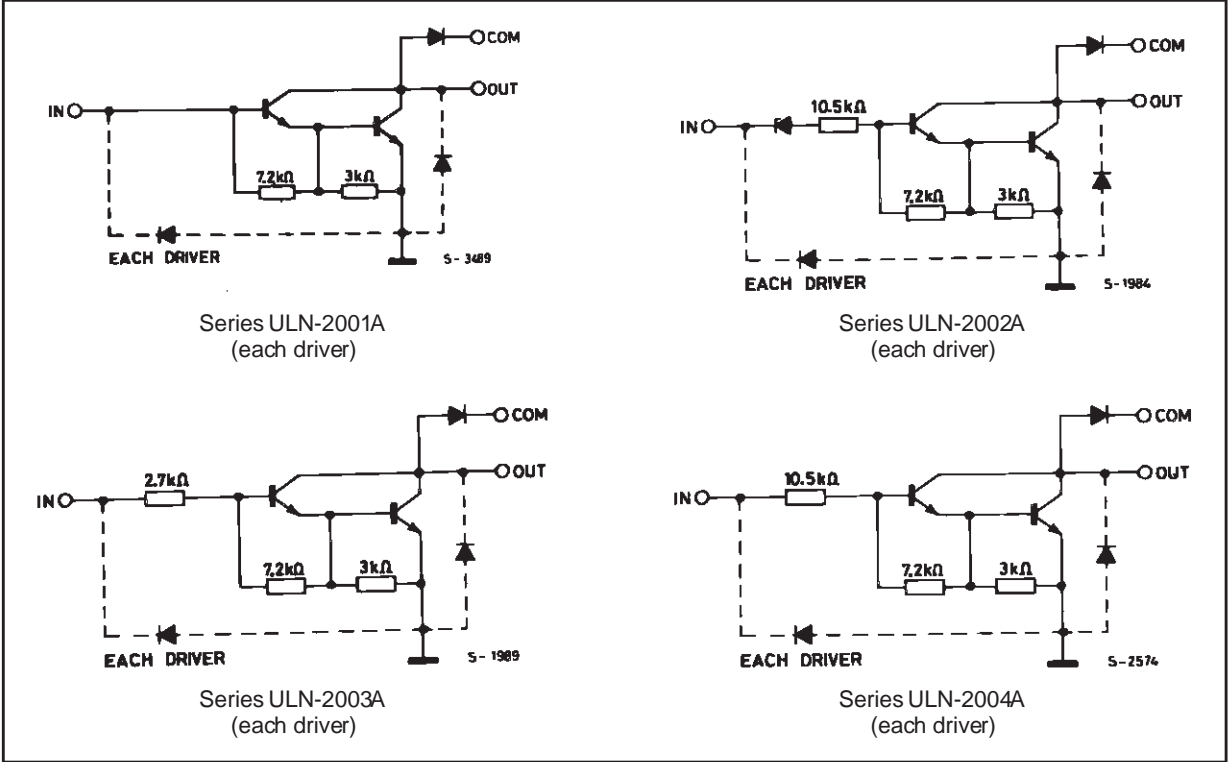 COM
OUT
IN
7.2kΩ
3kΩ
EACH DRIVER
S-3489
Series ULN-2001A
(each driver)
COM
OUT
10.5kΩ
IN
7.2kΩ
3kΩ
EACH DRIVER
S-1984
Series ULN-2002A
(each driver)
COM
OUT
2.7kΩ
IN
7.2kΩ
3kΩ
EACH DRIVER
S-1989
Series ULN-2003A
(each driver)
COM
OUT
10.5kΩ
IN
7.2kΩ
3kΩ
EACH DRIVER
S-2574
Series ULN-2004A
(each driver)